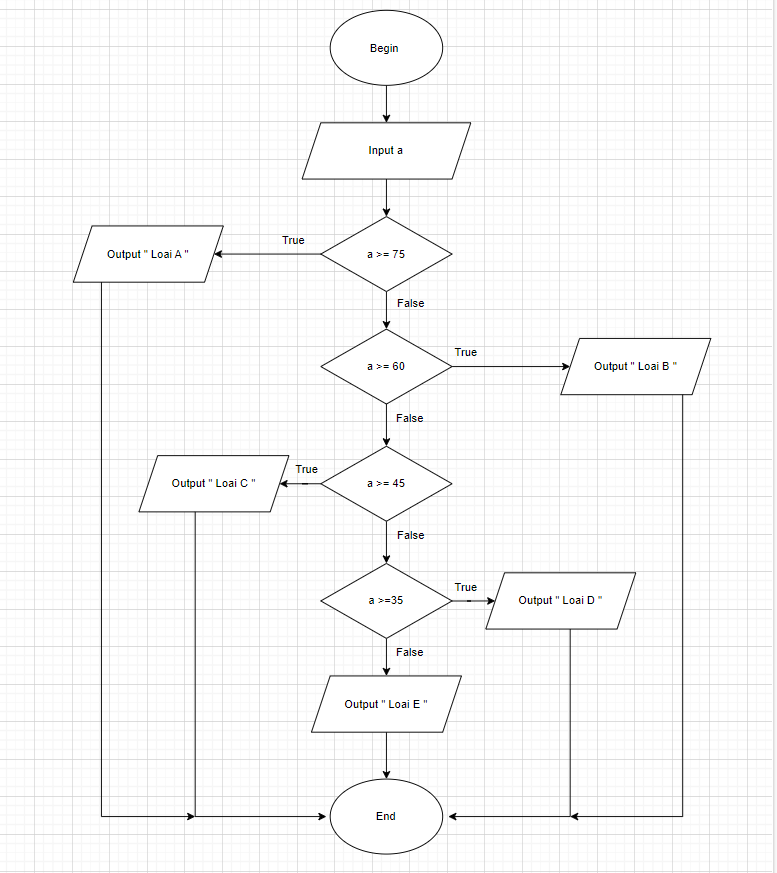 Begin
Input a
a >= 75
True
Output " Loai A "
False
a >= 60
True
Output " Loai B "
False
a >= 45
True
Output " Loai C "
False
a >=35
True
Output " Loai D "
False
Output " Loai E "
End